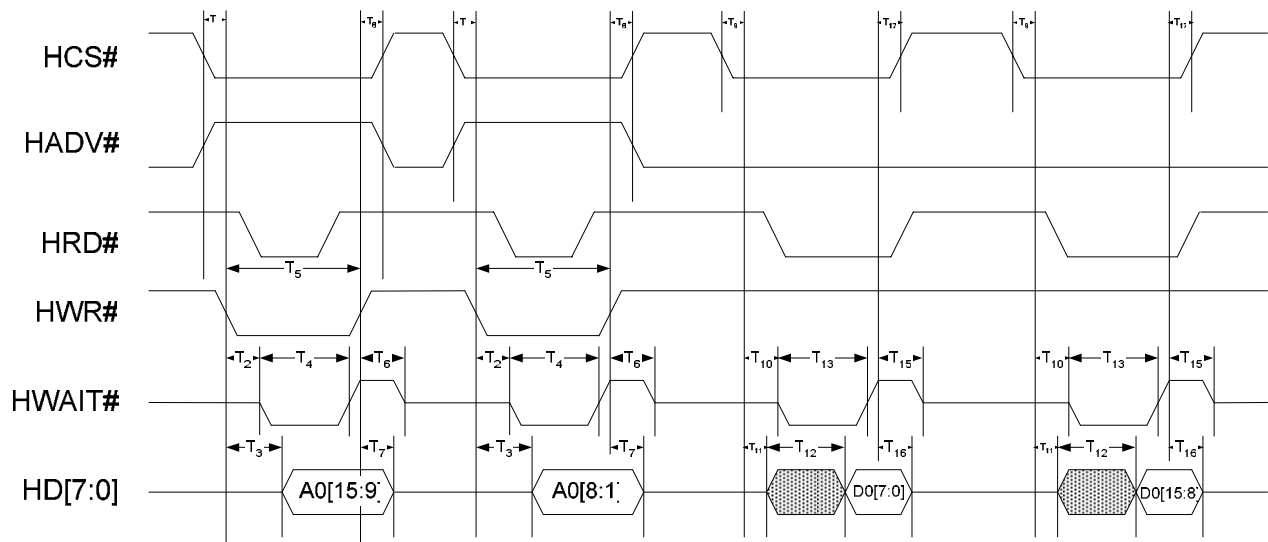 T T₈ T T₈ T₉ T₁₇ T₉ T₁₇
HCS#
HADV#
HRD#
T₅ T₅
HWR#
T₂ T₄ T₆ T₂ T₄ T₆ T₁₀ T₁₃ T₁₅ T₁₀ T₁₃ T₁₅
HWAIT#
T₃ T₇ T₃ T₇ T₁₁ T₁₂ T₁₆ T₁₁ T₁₂ T₁₆
HD[7:0] A0[15:9] A0[8:1] D0[7:0] D0[15:8]